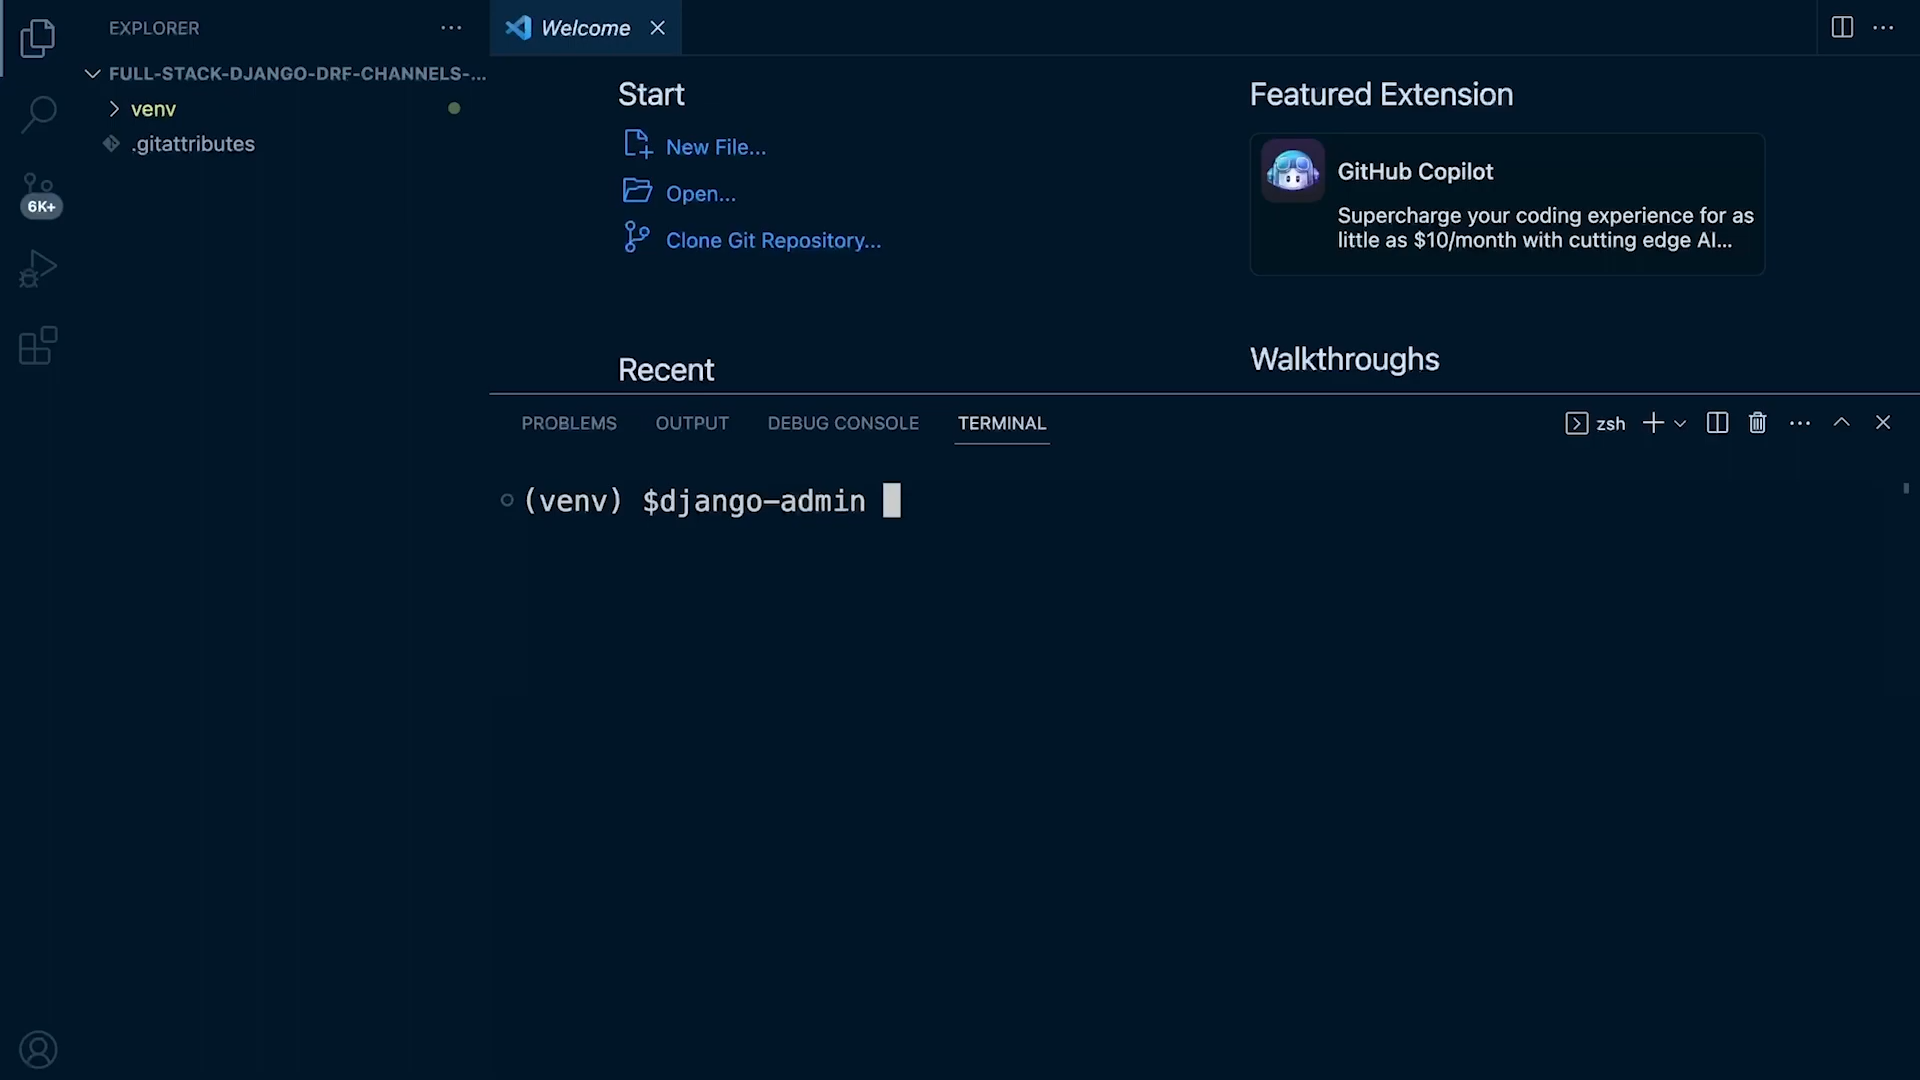 EXPLORER
FULL-STACK-DJANGO-DRF-CHANNELS-...
venv
.gitattributes
6K+
Welcome
Start
New File...
Open...
Clone Git Repository...
Recent
Featured Extension
GitHub Copilot
Supercharge your coding experience for as
little as $10/month with cutting edge AI...
Walkthroughs
PROBLEMS OUTPUT DEBUG CONSOLE TERMINAL
zsh
(venv) $django-admin